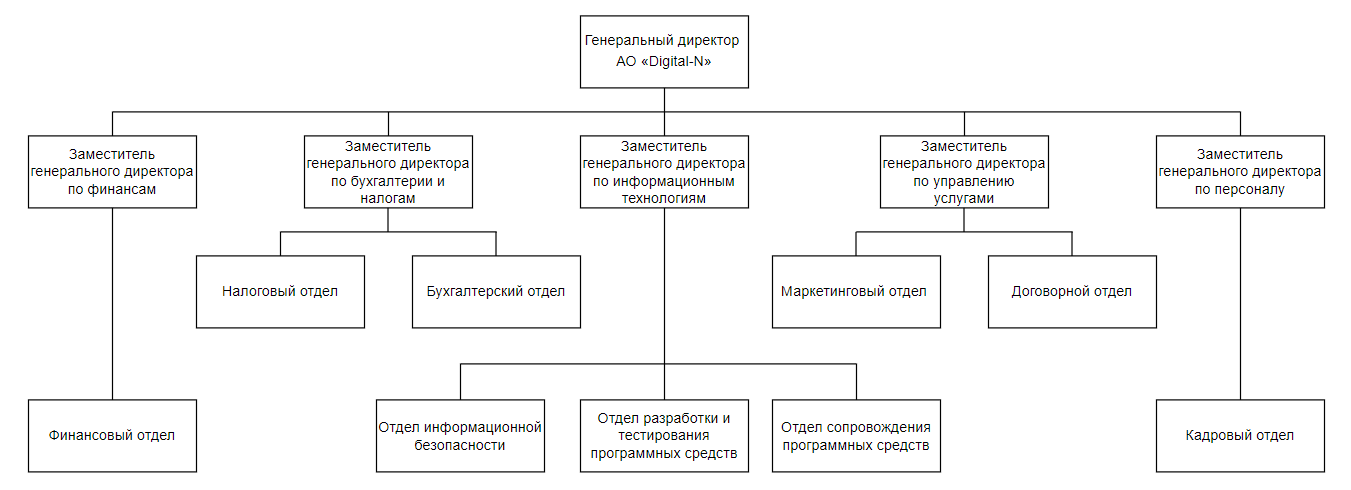 Генеральный директор
АО «Digital-N»
Заместитель
генерального директора
по финансам
Заместитель
генерального директора
по бухгалтерии и
налогам
Заместитель
генерального директора
по информационным
технологиям
Заместитель
генерального директора
по управлению
услугами
Заместитель
генерального директора
по персоналу
Налоговый отдел
Бухгалтерский отдел
Маркетинговый отдел
Договорной отдел
Финансовый отдел
Отдел информационной
безопасности
Отдел разработки и
тестирования
программных средств
Отдел сопровождения
программных средств
Кадровый отдел